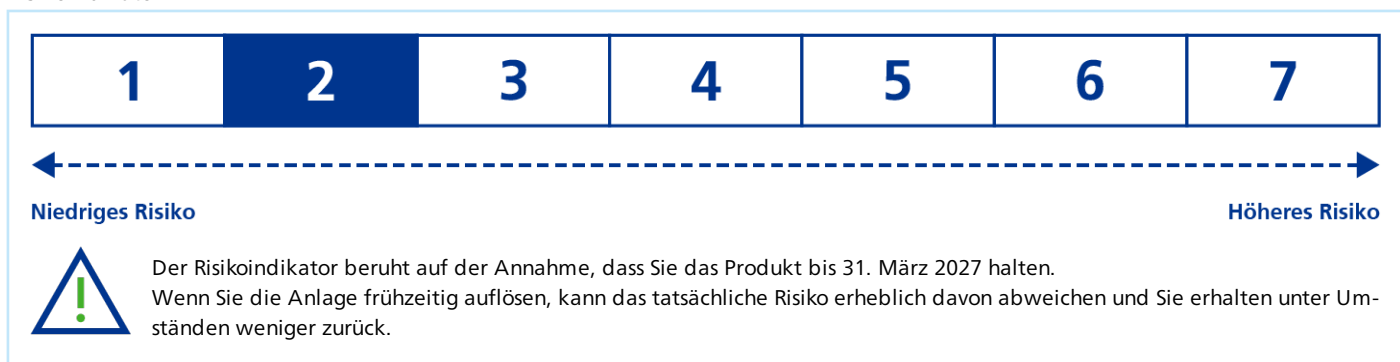 1 2 3 4 5 6 7
Niedriges Risiko Höheres Risiko
Der Risikoindikator beruht auf der Annahme, dass Sie das Produkt bis 31. März 2027 halten.
Wenn Sie die Anlage frühzeitig auflösen, kann das tatsächliche Risiko erheblich davon abweichen und Sie erhalten unter Um-
ständen weniger zurück.